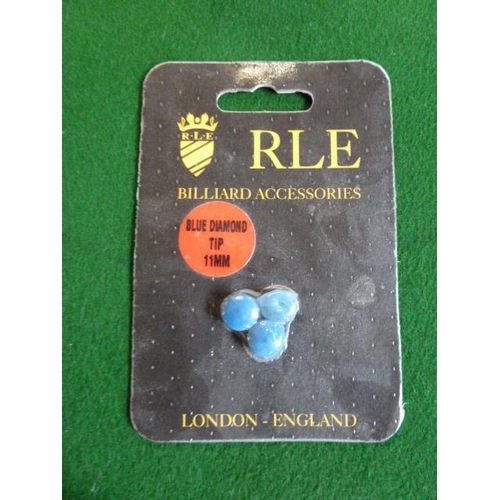 R·L·E
RLE
BILLIARD ACCESSORIES
BLUE DIAMOND
TIP
11MM
LONDON - ENGLAND